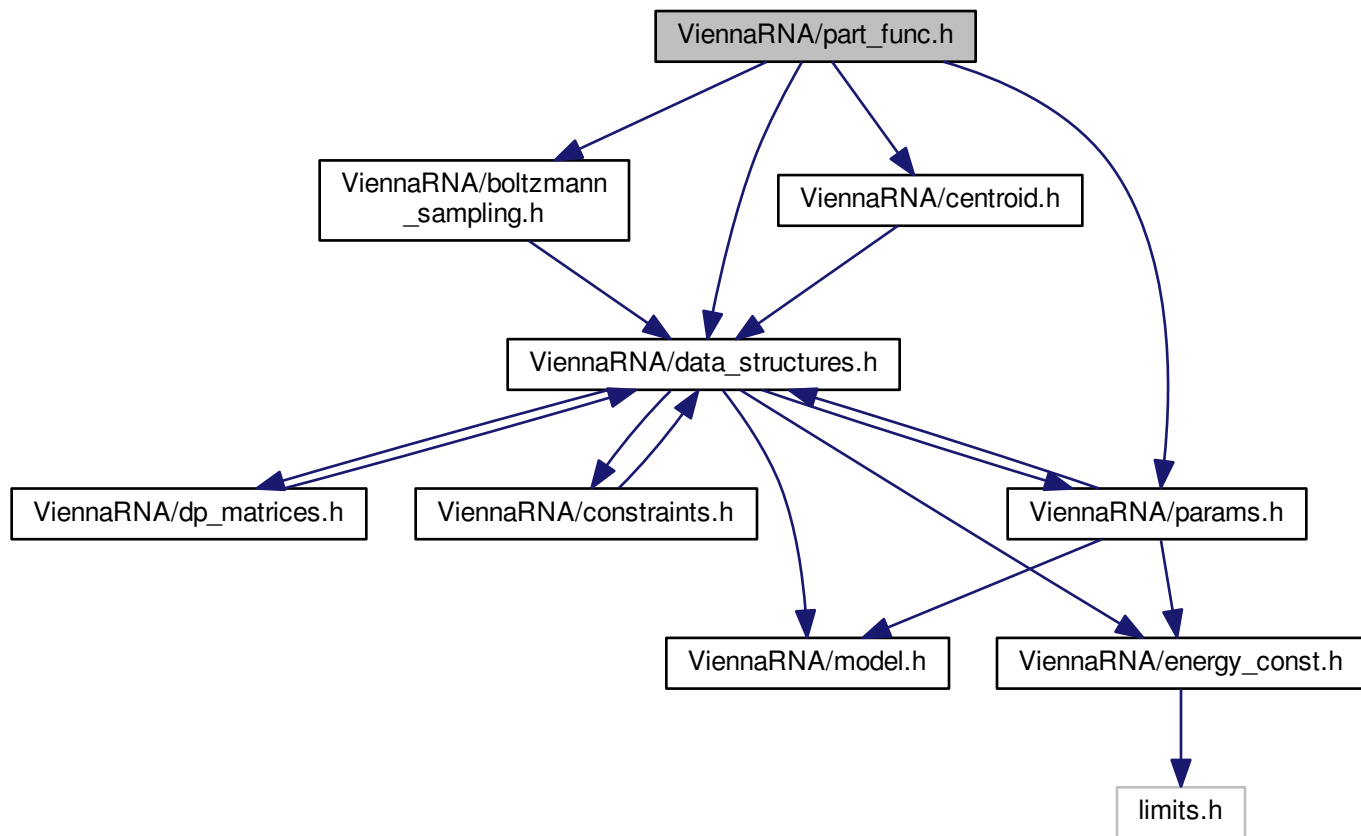 ViennaRNA/part_func.h
ViennaRNA/boltzmann
_sampling.h
ViennaRNA/centroid.h
ViennaRNA/data_structures.h
ViennaRNA/dp_matrices.h
ViennaRNA/constraints.h
ViennaRNA/params.h
ViennaRNA/model.h
ViennaRNA/energy_const.h
limits.h